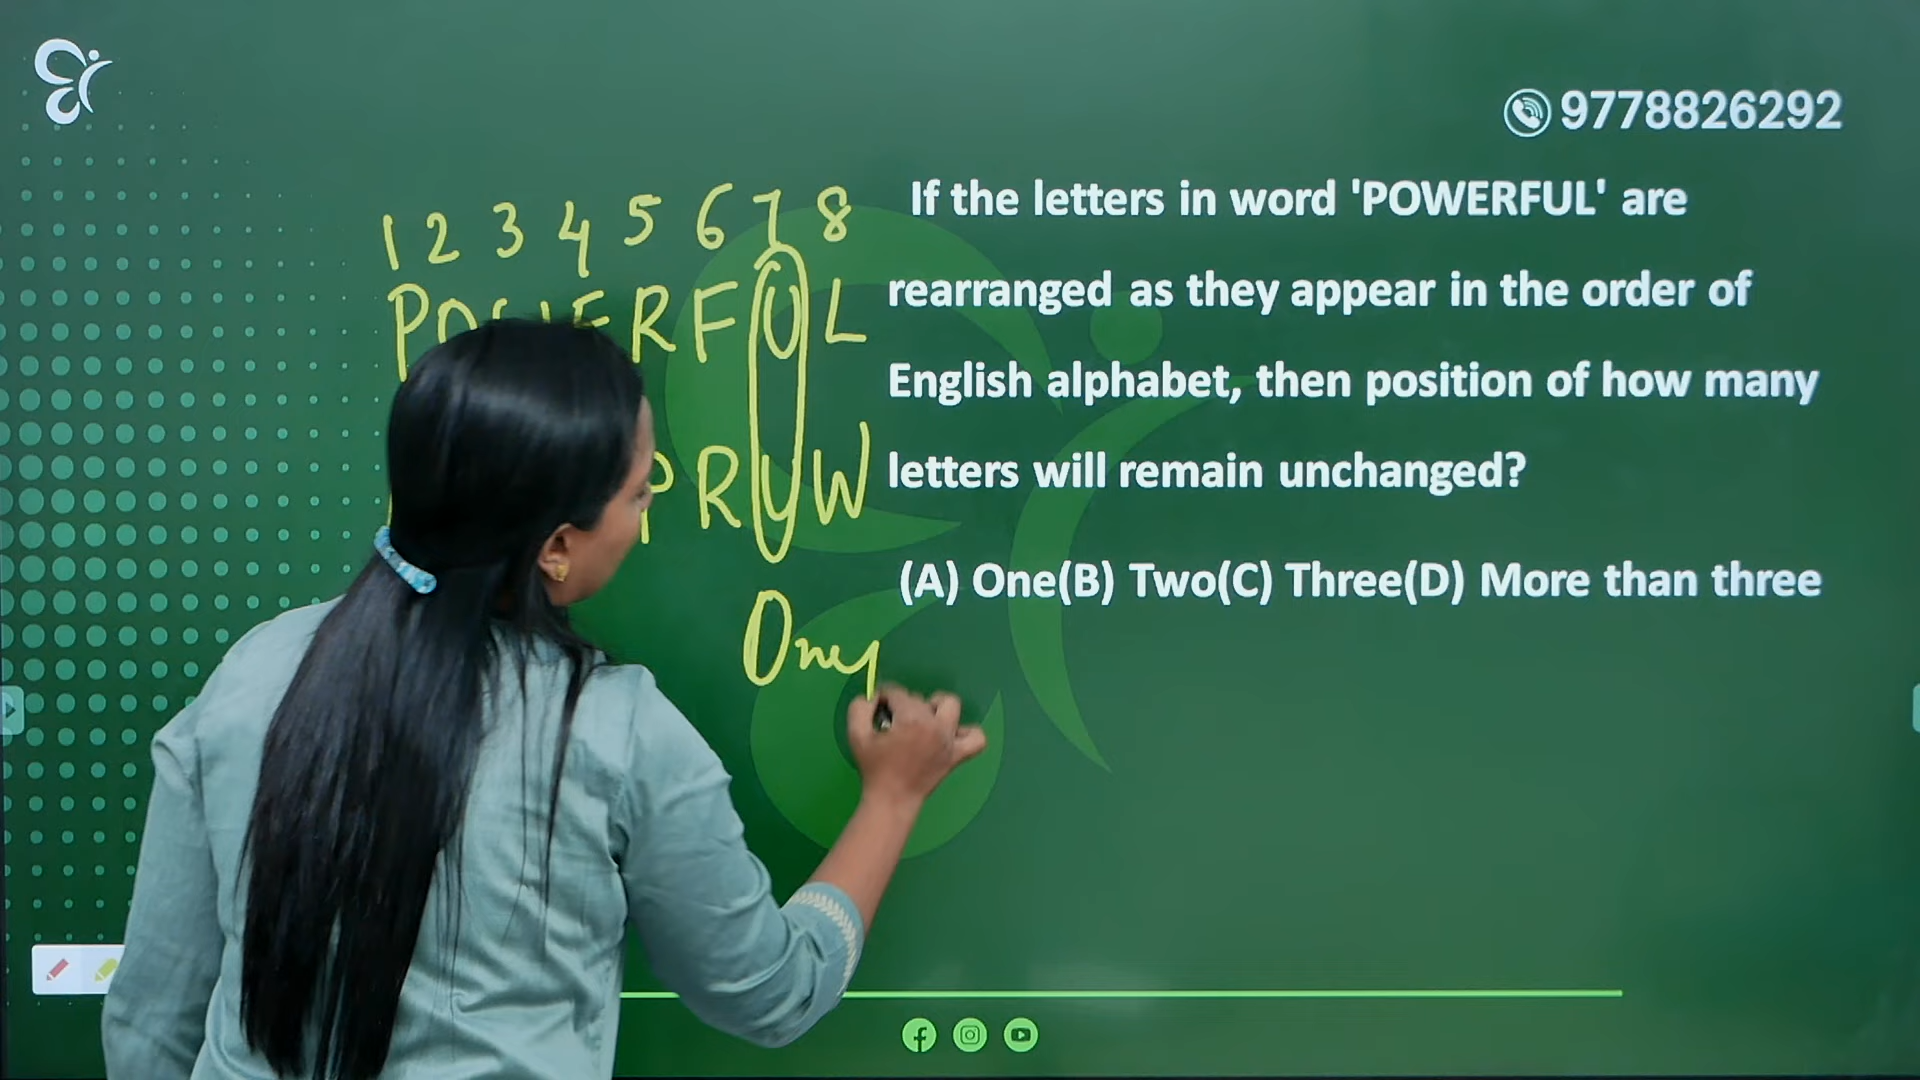 9778826292
1 2 3 4 5 6 7 8
R F U L
P R U W
Ony
If the letters in word 'POWERFUL' are
rearranged as they appear in the order of
English alphabet, then position of how many
letters will remain unchanged?
(A) One(B) Two(C) Three(D) More than three